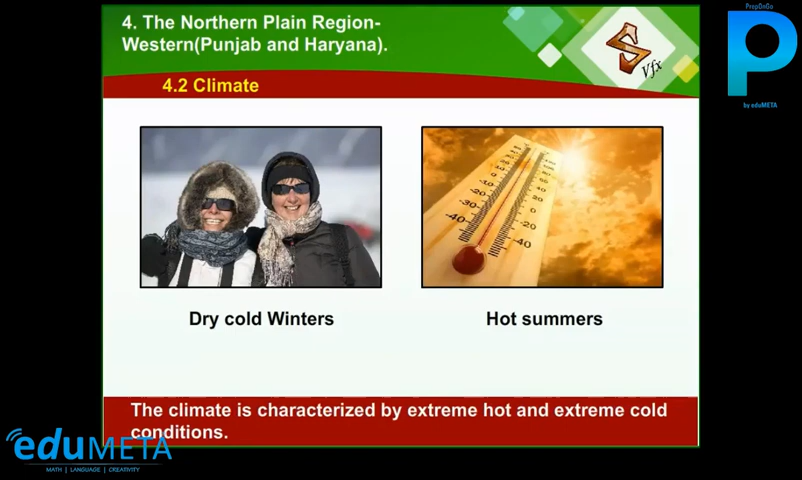 4. The Northern Plain Region-
Western(Punjab and Haryana).
4.2 Climate
S
Vfx
PrepOnGo
P
by eduMETA
Dry cold Winters
Hot summers
The climate is characterized by extreme hot and extreme cold
conditions.
eduMETA
MATH | LANGUAGE | CREATIVITY